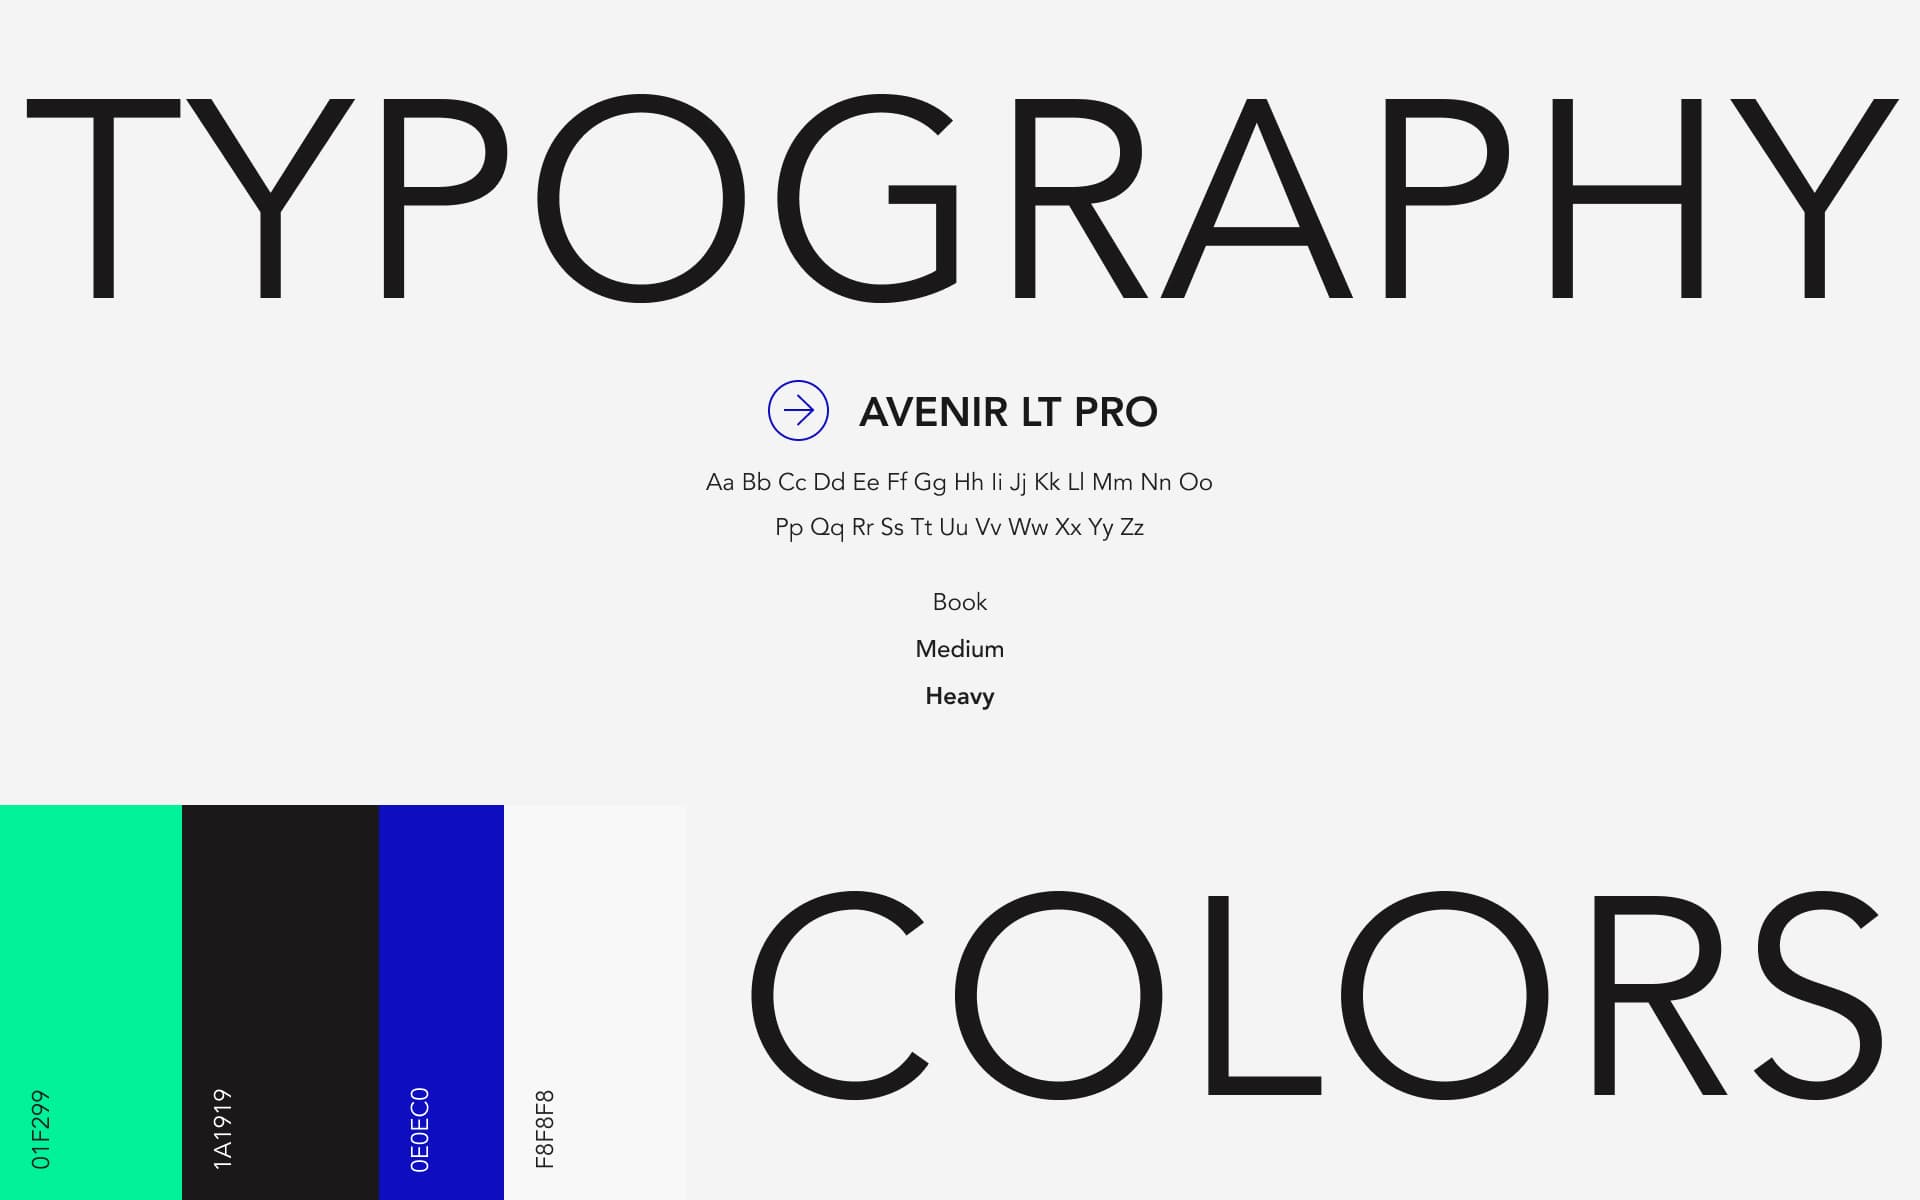 TYPOGRAPHY
AVENIR LT PRO
Aa Bb Cc Dd Ee Ff Gg Hh Ii Jj Kk Ll Mm Nn Oo
Pp Qq Rr Ss Tt Uu Vv Ww Xx Yy Zz
Book
Medium
Heavy
01F299
1A1919
0E0EC0
F8F8F8
COLORS